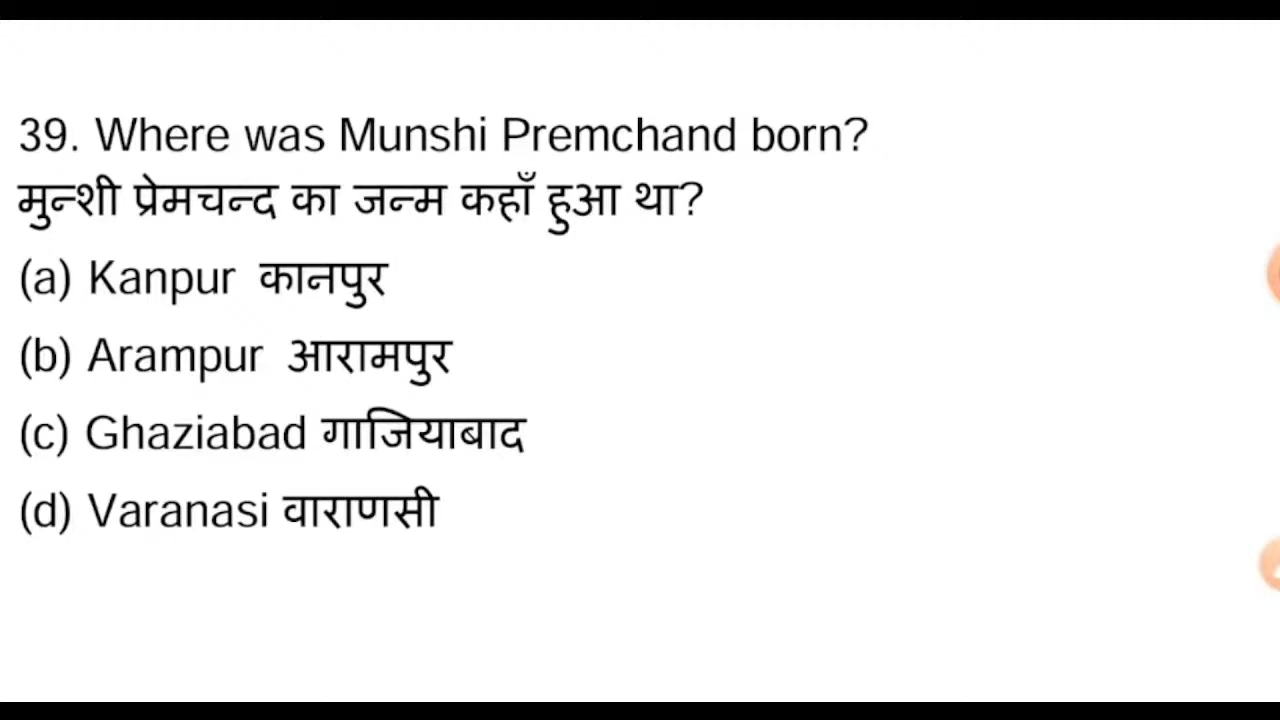 39. Where was Munshi Premchand born?
मुन्शी प्रेमचन्द का जन्म कहाँ हुआ था?
(a) Kanpur कानपुर
(b) Arampur आरामपुर
(c) Ghaziabad गाजियाबाद
(d) Varanasi वाराणसी